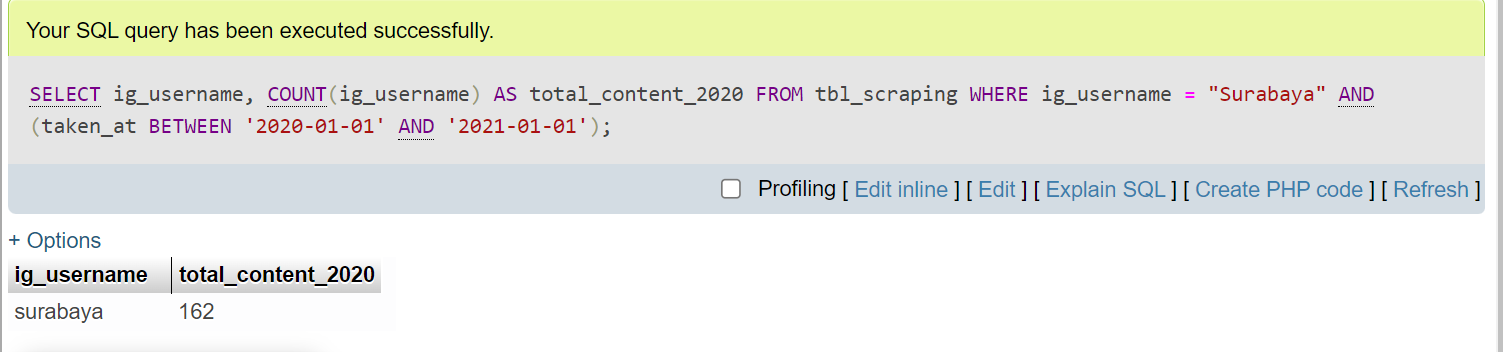 Your SQL query has been executed successfully.
SELECT ig_username, COUNT(ig_username) AS total_content_2020 FROM tbl_scraping WHERE ig_username = "Surabaya" AND
(taken_at BETWEEN '2020-01-01' AND '2021-01-01');
Profiling [ Edit inline ] [ Edit ] [ Explain SQL ] [ Create PHP code ] [ Refresh ]
+ Options
ig_username total_content_2020
surabaya 162